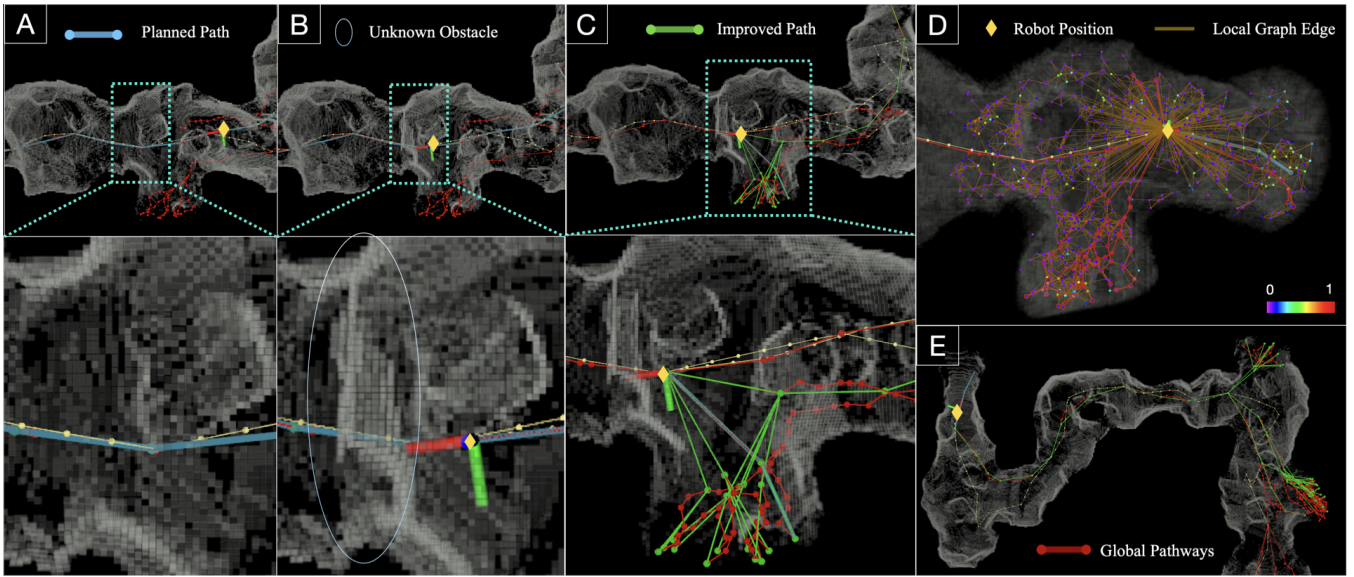 A
Planned Path
B
Unknown Obstacle
C
Improved Path
D
Robot Position
Local Graph Edge
0 1
E
Global Pathways